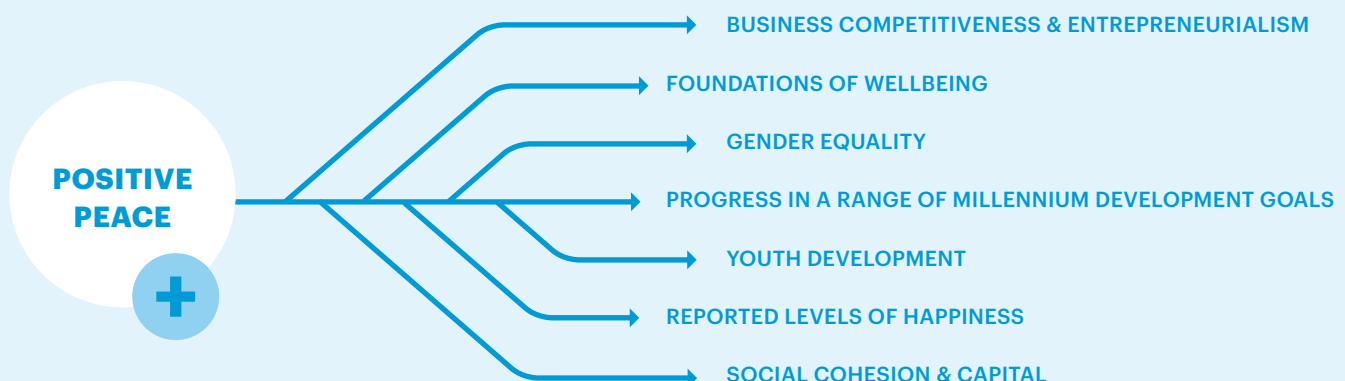 POSITIVE
PEACE
BUSINESS COMPETITIVENESS & ENTREPRENEURIALISM
FOUNDATIONS OF WELLBEING
GENDER EQUALITY
PROGRESS IN A RANGE OF MILLENNIUM DEVELOPMENT GOALS
YOUTH DEVELOPMENT
REPORTED LEVELS OF HAPPINESS
SOCIAL COHESION & CAPITAL